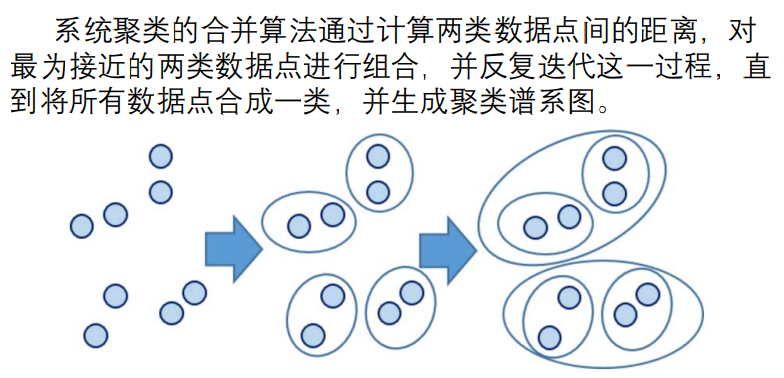 系统聚类的合并算法通过计算两类数据点间的距离，对
最为接近的两类数据点进行组合，并反复迭代这一过程，直
到将所有数据点合成一类，并生成聚类谱系图。